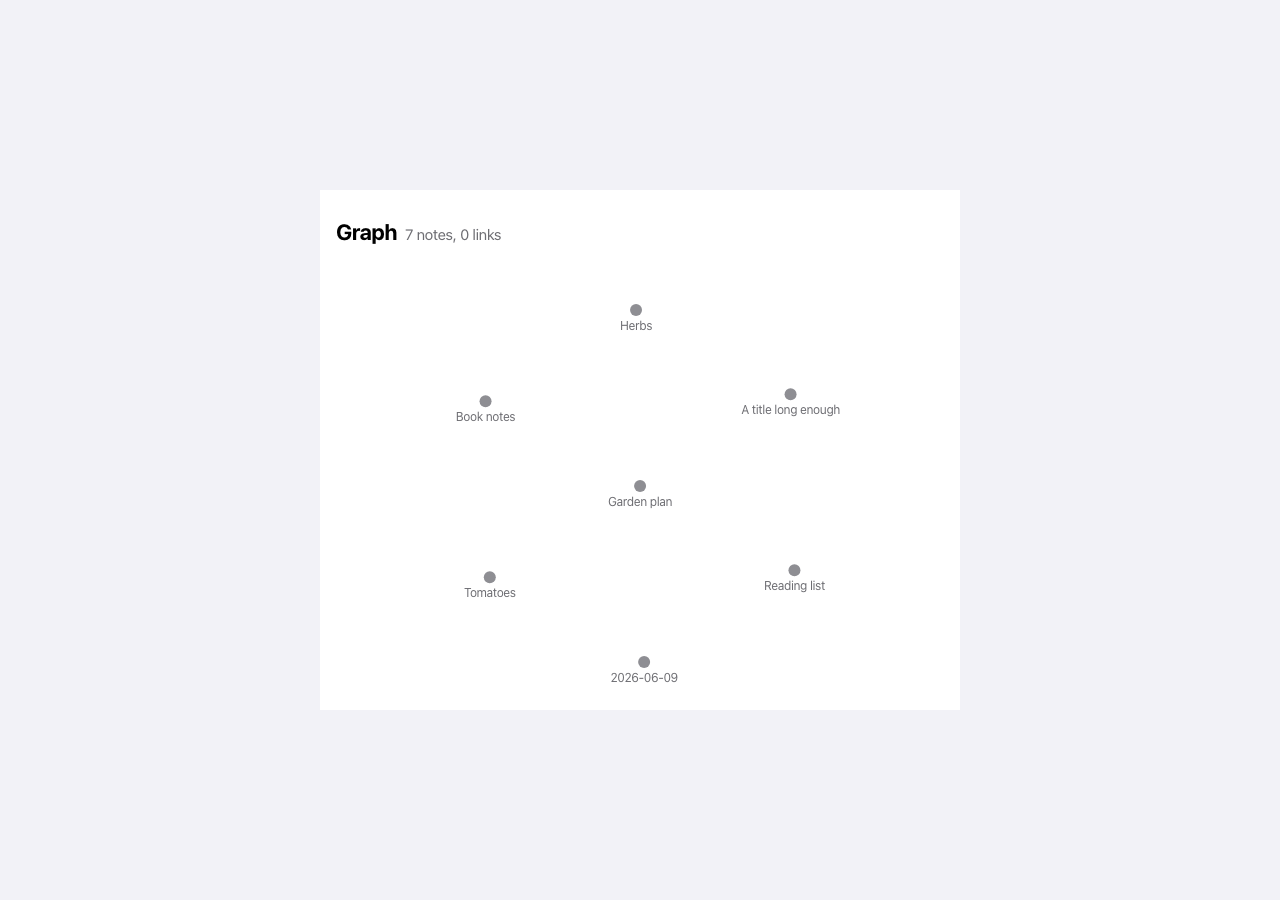 Graph 7 notes, 0 links
Herbs
A title long enough
Book notes
Garden plan
Reading list
Tomatoes
2026-06-09